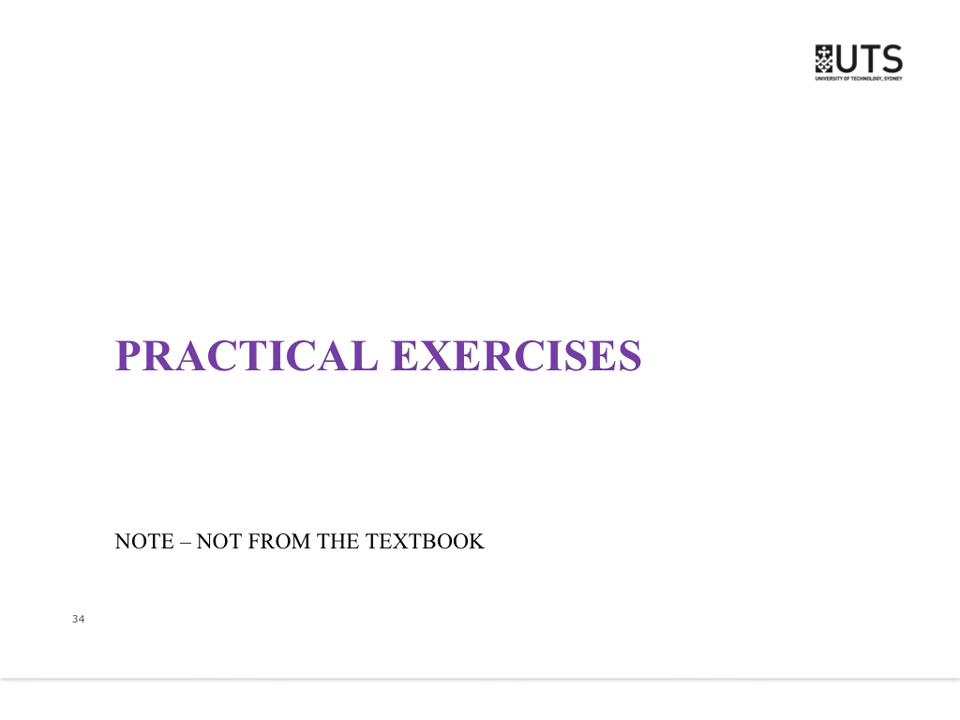 UTS
UNIVERSITY OF TECHNOLOGY, SYDNEY
PRACTICAL EXERCISES
NOTE – NOT FROM THE TEXTBOOK
34